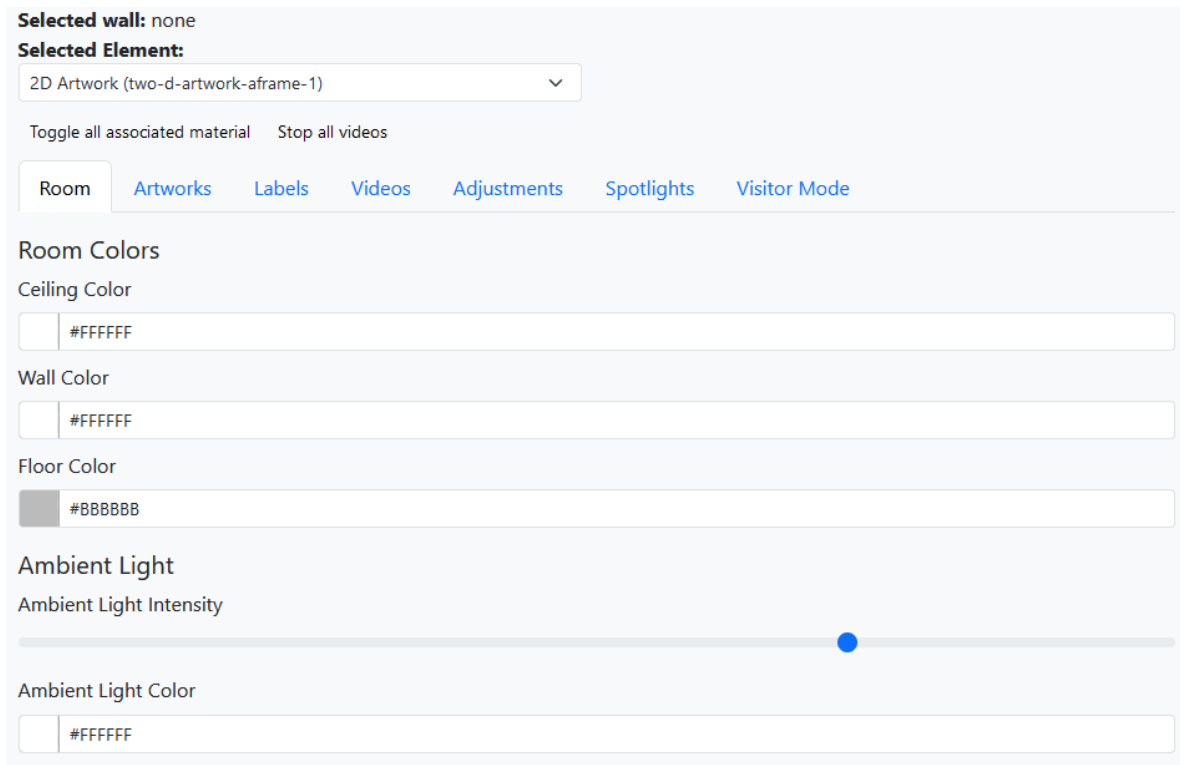 Selected wall: none
Selected Element:
2D Artwork (two-d-artwork-aframe-1)
Toggle all associated material Stop all videos
Room Artworks Labels Videos Adjustments Spotlights Visitor Mode
Room Colors
Ceiling Color
#FFFFFF
Wall Color
#FFFFFF
Floor Color
#BBBBBB
Ambient Light
Ambient Light Intensity
Ambient Light Color
#FFFFFF